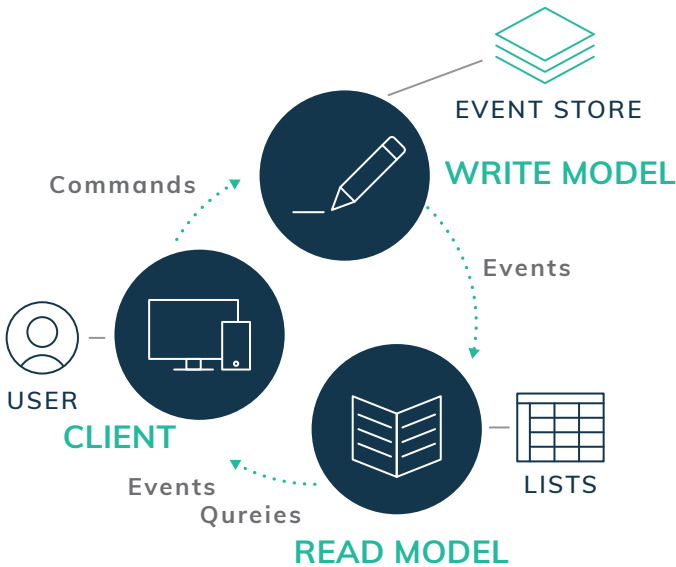 EVENT STORE
WRITE MODEL
Commands
Events
USER
CLIENT
LISTS
Events
Qureies
READ MODEL